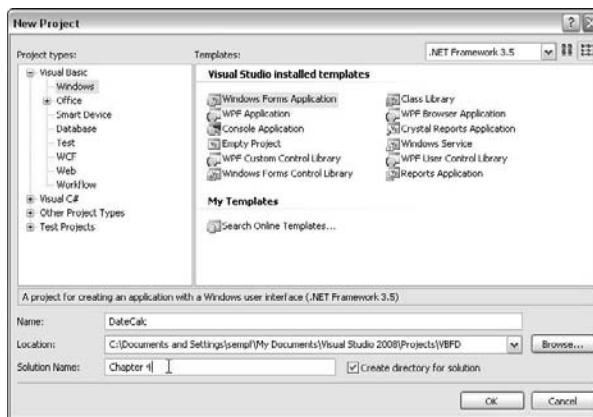 New Project
Project types:
Templates:
.NET Framework 3.5
Visual Basic
Windows
Office
Smart Device
Database
Test
WCF
Web
Workflow
Visual C#
Other Project Types
Test Projects
Visual Studio installed templates
Windows Forms Application
WPF Application
Console Application
Empty Project
WPF Custom Control Library
Windows Forms Control Library
Class Library
WPF Browser Application
Crystal Reports Application
Windows Service
WPF User Control Library
Reports Application
My Templates
Search Online Templates...
A project for creating an application with a Windows user interface (.NET Framework 3.5)
Name:
DateCalc
Location:
C:\Documents and Settings\sempf\My Documents\Visual Studio 2008\Projects\VBFD
Browse...
Solution Name:
Chapter 4
Create directory for solution
OK
Cancel